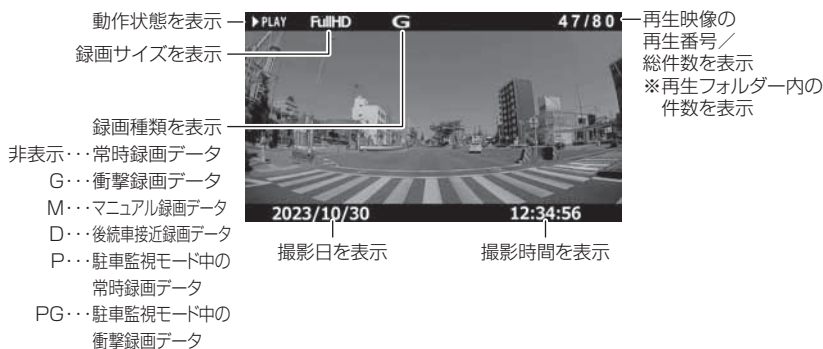 動作状態を表示
▶PLAY FullHD G 47/80
再生映像の
再生番号／
総件数を表示
※再生フォルダー内の
件数を表示
録画サイズを表示
録画種類を表示
非表示･･･常時録画データ
G･･･衝撃録画データ
M･･･マニュアル録画データ
D･･･後続車接近録画データ
P･･･駐車監視モード中の
常時録画データ
PG･･･駐車監視モード中の
衝撃録画データ
2023/10/30 12:34:56
撮影日を表示
撮影時間を表示